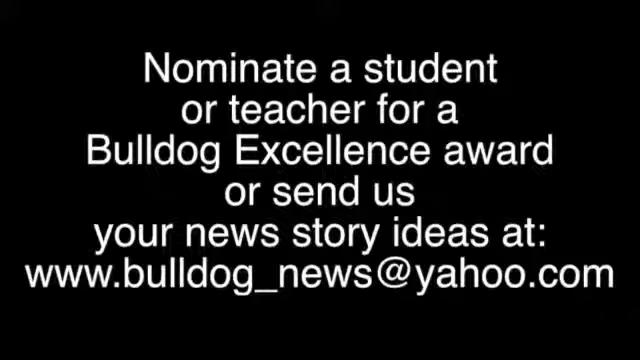 Nominate a student
or teacher for a
Bulldog Excellence award
or send us
your news story ideas at:
www.bulldog_news@yahoo.com